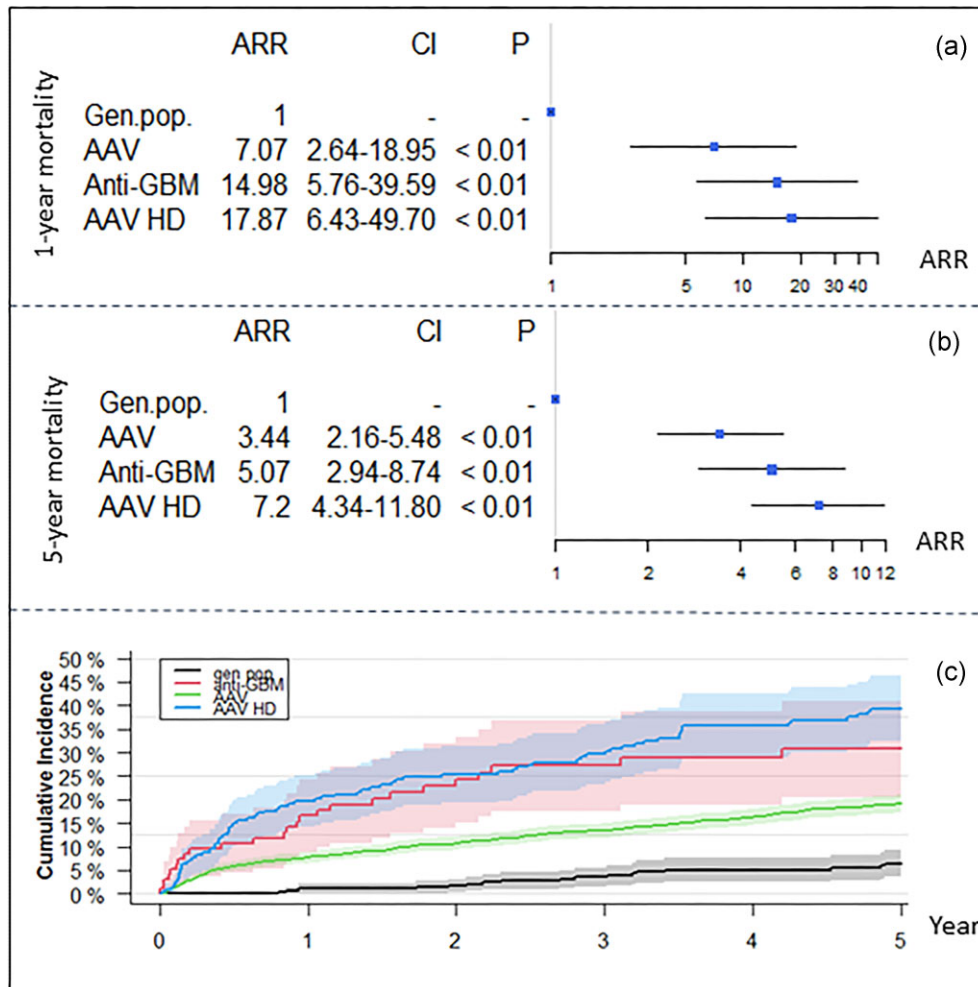 ARR CI P (a)
1-year mortality
Gen.pop. 1 - -
AAV 7.07 2.64-18.95 < 0.01
Anti-GBM 14.98 5.76-39.59 < 0.01
AAV HD 17.87 6.43-49.70 < 0.01
1 5 10 20 30 40 ARR
ARR CI P (b)
5-year mortality
Gen.pop. 1 - -
AAV 3.44 2.16-5.48 < 0.01
Anti-GBM 5.07 2.94-8.74 < 0.01
AAV HD 7.2 4.34-11.80 < 0.01
1 2 4 6 8 10 12 ARR
(c)
Cumulative Incidence
50 %
45 %
40 %
35 %
30 %
25 %
20 %
15 %
10 %
5 %
0 %
gen pop
anti-GBM
AAV
AAV HD
0 1 2 3 4 5 Year